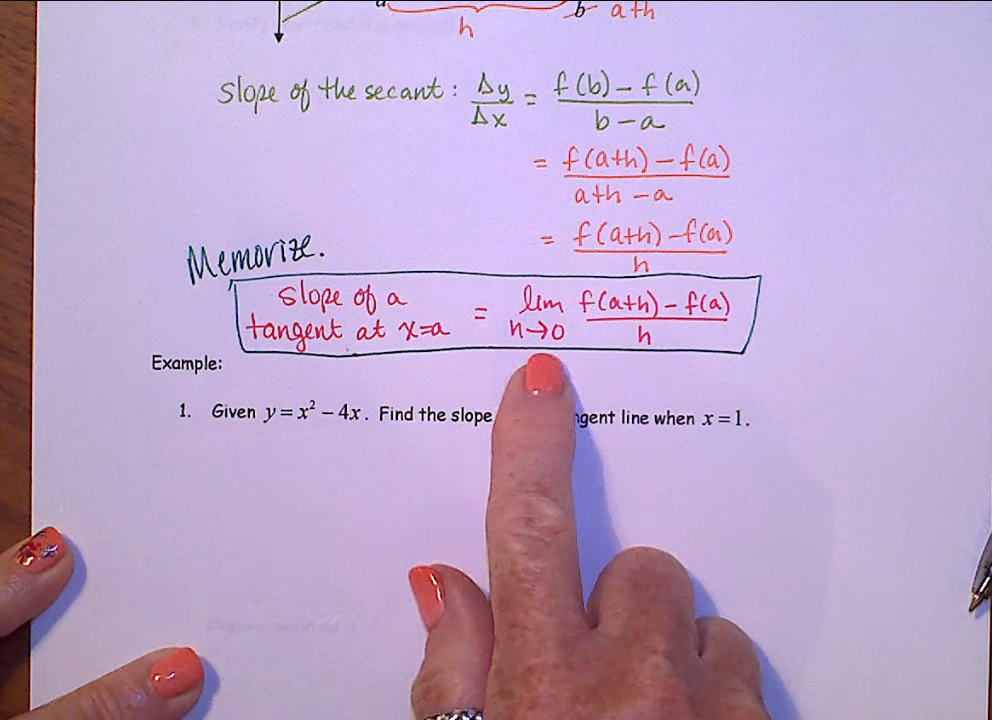 a b a+h
h
slope of the secant : Δy/Δx = f(b) - f(a)/b - a
= f(a+h) - f(a)/a+h - a
= f(a+h) - f(a)/h
Memorize.
slope of a tangent at x=a = lim h→0 f(a+h) - f(a)/h
Example:
1. Given y = x² - 4x. Find the slope ngent line when x = 1.